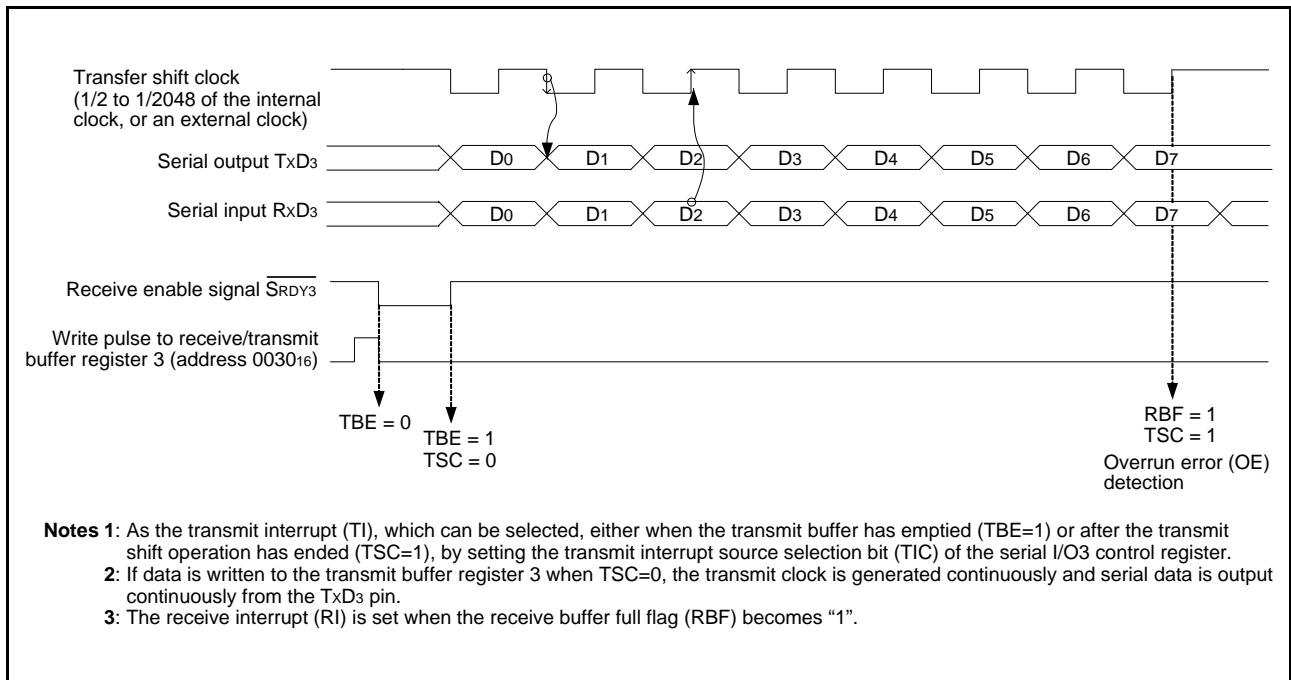 Transfer shift clock
(1/2 to 1/2048 of the internal
clock, or an external clock)
Serial output TxD3
D0 D1 D2 D3 D4 D5 D6 D7
Serial input RxD3
D0 D1 D2 D3 D4 D5 D6 D7
Receive enable signal SRDY3
Write pulse to receive/transmit
buffer register 3 (address 003016)
TBE = 0
TBE = 1
TSC = 0
RBF = 1
TSC = 1
Overrun error (OE)
detection
Notes 1: As the transmit interrupt (TI), which can be selected, either when the transmit buffer has emptied (TBE=1) or after the transmit
shift operation has ended (TSC=1), by setting the transmit interrupt source selection bit (TIC) of the serial I/O3 control register.
2: If data is written to the transmit buffer register 3 when TSC=0, the transmit clock is generated continuously and serial data is output
continuously from the TxD3 pin.
3: The receive interrupt (RI) is set when the receive buffer full flag (RBF) becomes “1”.